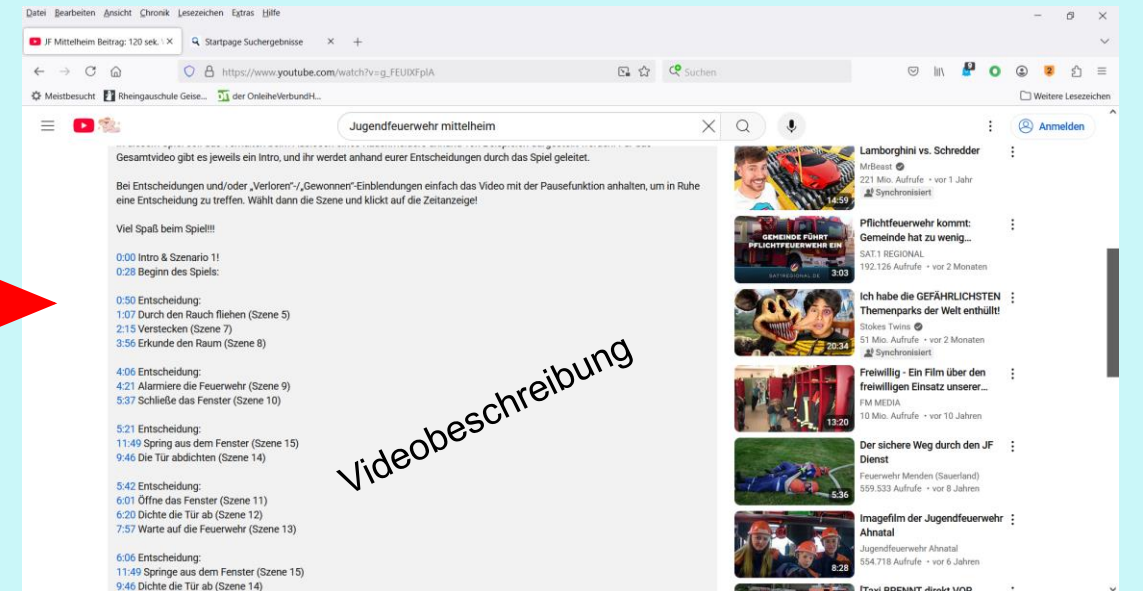 Datei Bearbeiten Ansicht Chronik Lesezeichen Extras Hilfe
JF Mittelheim Beitrag: 120 sek.
Startpage Suchergebnisse
https://www.youtube.com/watch?v=g_FEUIXFpIA
Suchen
9
2
Meistbesucht
Rheingauschule Geise...
der OnleiheVerbundH...
Weitere Lesezeichen
Jugendfeuerwehr mittelheim
Anmelden
Gesamtvideo gibt es jeweils ein Intro, und ihr werdet anhand eurer Entscheidungen durch das Spiel geleitet.
Bei Entscheidungen und/oder „Verloren"-/„Gewonnen"-Einblendungen einfach das Video mit der Pausefunktion anhalten, um in Ruhe
eine Entscheidung zu treffen. Wählt dann die Szene und klickt auf die Zeitanzeige!
Viel Spaß beim Spiel!!!
0:00 Intro & Szenario 1!
0:28 Beginn des Spiels:
0:50 Entscheidung:
1:07 Durch den Rauch fliehen (Szene 5)
2:15 Verstecken (Szene 7)
3:56 Erkunde den Raum (Szene 8)
4:06 Entscheidung:
4:21 Alarmiere die Feuerwehr (Szene 9)
5:37 Schließe das Fenster (Szene 10)
5:21 Entscheidung:
11:49 Spring aus dem Fenster (Szene 15)
9:46 Die Tür abdichten (Szene 14)
5:42 Entscheidung:
6:01 Öffne das Fenster (Szene 11)
6:20 Dichte die Tür ab (Szene 12)
7:57 Warte auf die Feuerwehr (Szene 13)
6:06 Entscheidung:
11:49 Springe aus dem Fenster (Szene 15)
9:46 Dichte die Tür ab (Szene 14)
Videobeschreibung
14:59
Lamborghini vs. Schredder
MrBeast
221 Mio. Aufrufe • vor 1 Jahr
Synchronisiert
GEMEINDE FÜHRT
PFLICHTFEUERWEHR EIN
3:03
Pflichtfeuerwehr kommt:
Gemeinde hat zu wenig...
SAT.1 REGIONAL
192.126 Aufrufe • vor 2 Monaten
20:34
Ich habe die GEFÄHRLICHSTEN
Themenparks der Welt enthüllt!
Stokes Twins
51 Mio. Aufrufe • vor 2 Monaten
Synchronisiert
13:20
Freiwillig - Ein Film über den
freiwilligen Einsatz unserer...
FM MEDIA
10 Mio. Aufrufe • vor 10 Jahren
5:36
Der sichere Weg durch den JF
Dienst
Feuerwehr Menden (Sauerland)
559.533 Aufrufe • vor 8 Jahren
8:28
Imagefilm der Jugendfeuerwehr
Ahnatal
Jugendfeuerwehr Ahnatal
554.718 Aufrufe • vor 6 Jahren
[Taxi BRENNT direkt VOR